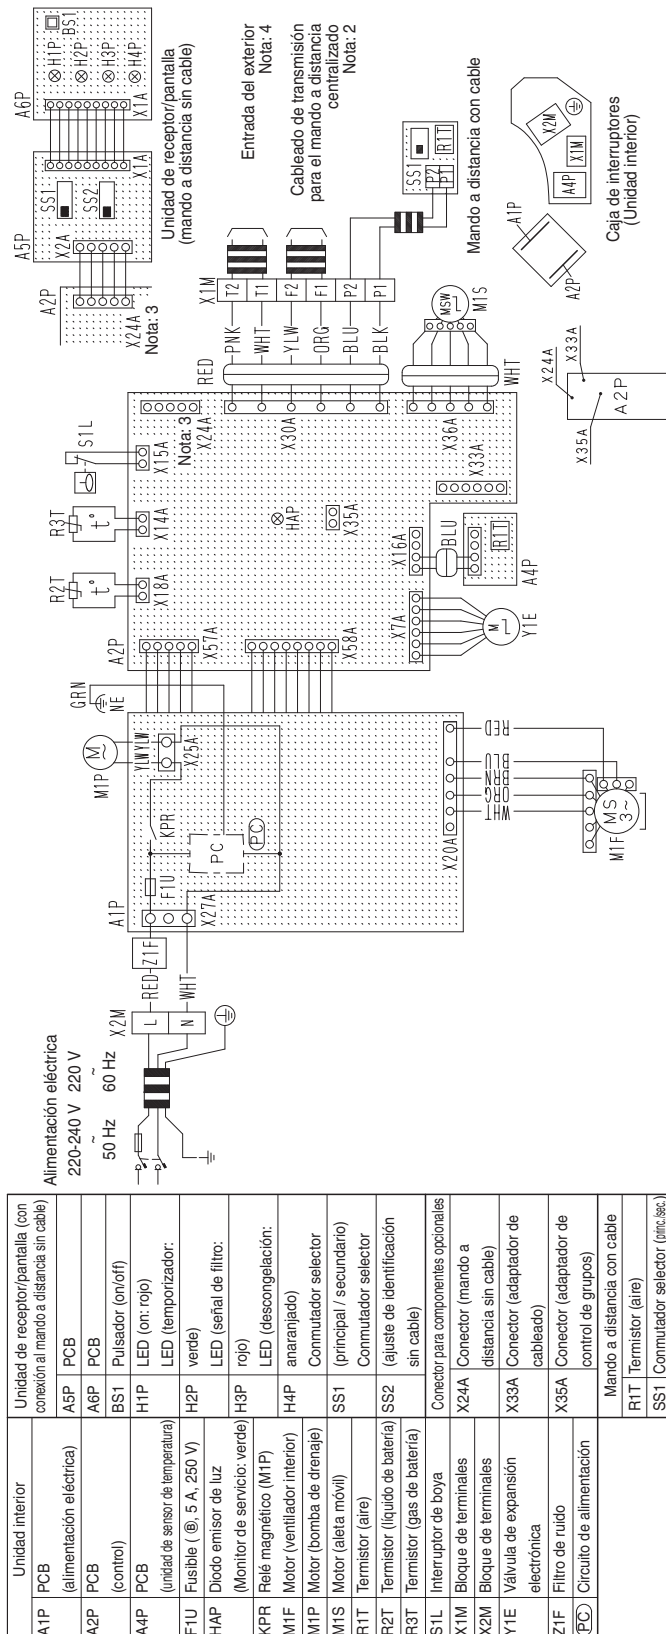 Unidad interior
A1P PCB
(alimentación eléctrica)
A2P PCB
(control)
A4P PCB
(unidad de sensor de temperatura)
F1U Fusible ( Ⓑ, 5 A, 250 V)
HAP Diodo emisor de luz
(Monitor de servicio: verde)
KPR Relé magnético (M1P)
M1F Motor (ventilador interior)
M1P Motor (bomba de drenaje)
M1S Motor (aleta móvil)
R1T Termistor (aire)
R2T Termistor (líquido de batería)
R3T Termistor (gas de batería)
S1L Interruptor de boya
X1M Bloque de terminales
X2M Bloque de terminales
Y1E Válvula de expansión
electrónica
Z1F Filtro de ruido
PC Circuito de alimentación
Unidad de receptor/pantalla (con
conexión al mando a distancia sin cable)
A5P PCB
A6P PCB
BS1 Pulsador (on/off)
H1P LED (on: rojo)
LED (temporizador:
H2P verde)
LED (señal de filtro:
H3P rojo)
LED (descongelación:
H4P anaranjado)
Conmutador selector
SS1 (principal / secundario)
Conmutador selector
SS2 (ajuste de identificación
sin cable)
Conector para componentes opcionales
X24A Conector (mando a
distancia sin cable)
X33A Conector (adaptador de
cableado)
X35A Conector (adaptador de
control de grupos)
Mando a distancia con cable
R1T Termistor (aire)
SS1 Conmutador selector (princ./sec.)
Alimentación eléctrica
220-240 V 220 V
~ ~
50 Hz 60 Hz
X2M
L
N
RED
WHT
Z1F
A1P
X27A
F1U
KPR
PC
PC
M1P
M
~
YLW
YLW
X25A
GRN
NE
X20A
WHT
ORG
BRN
BLU
RED
M1F
MS
3~
A2P
X57A
X58A
R2T
t°
X18A
R3T
t°
X14A
S1L
X15A
Nota: 3
X24A
HAP
X35A
X30A
X36A
X33A
X16A
X7A
BLU
A4P
R1T
M
Y1E
RED
PNK
WHT
YLW
ORG
BLU
BLK
X1M
T2
T1
F2
F1
P2
P1
WHT
MSW
M1S
A2P
X24A
Nota: 3
A5P
X2A
SS1
SS2
X1A
A6P
BS1
H1P
H2P
H3P
H4P
X1A
Unidad de receptor/pantalla
(mando a distancia sin cable)
Entrada del exterior
Nota: 4
Cableado de transmisión
para el mando a distancia
centralizado
Nota: 2
SS1
R1T
P2
P1
Mando a distancia con cable
X2M
X1M
A4P
Caja de interruptores
(Unidad interior)
A1P
A2P
X24A
X33A
X35A
A2P